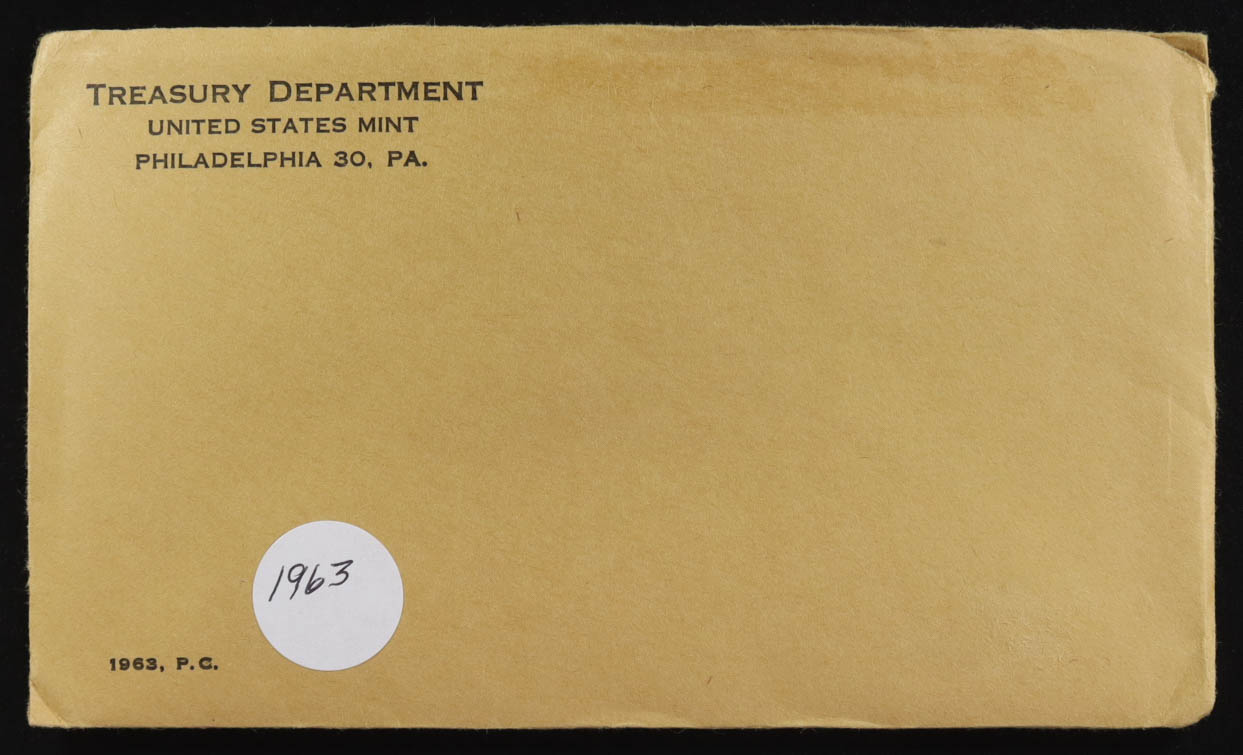 TREASURY DEPARTMENT
UNITED STATES MINT
PHILADELPHIA 30, PA.
1963
1963, P.C.